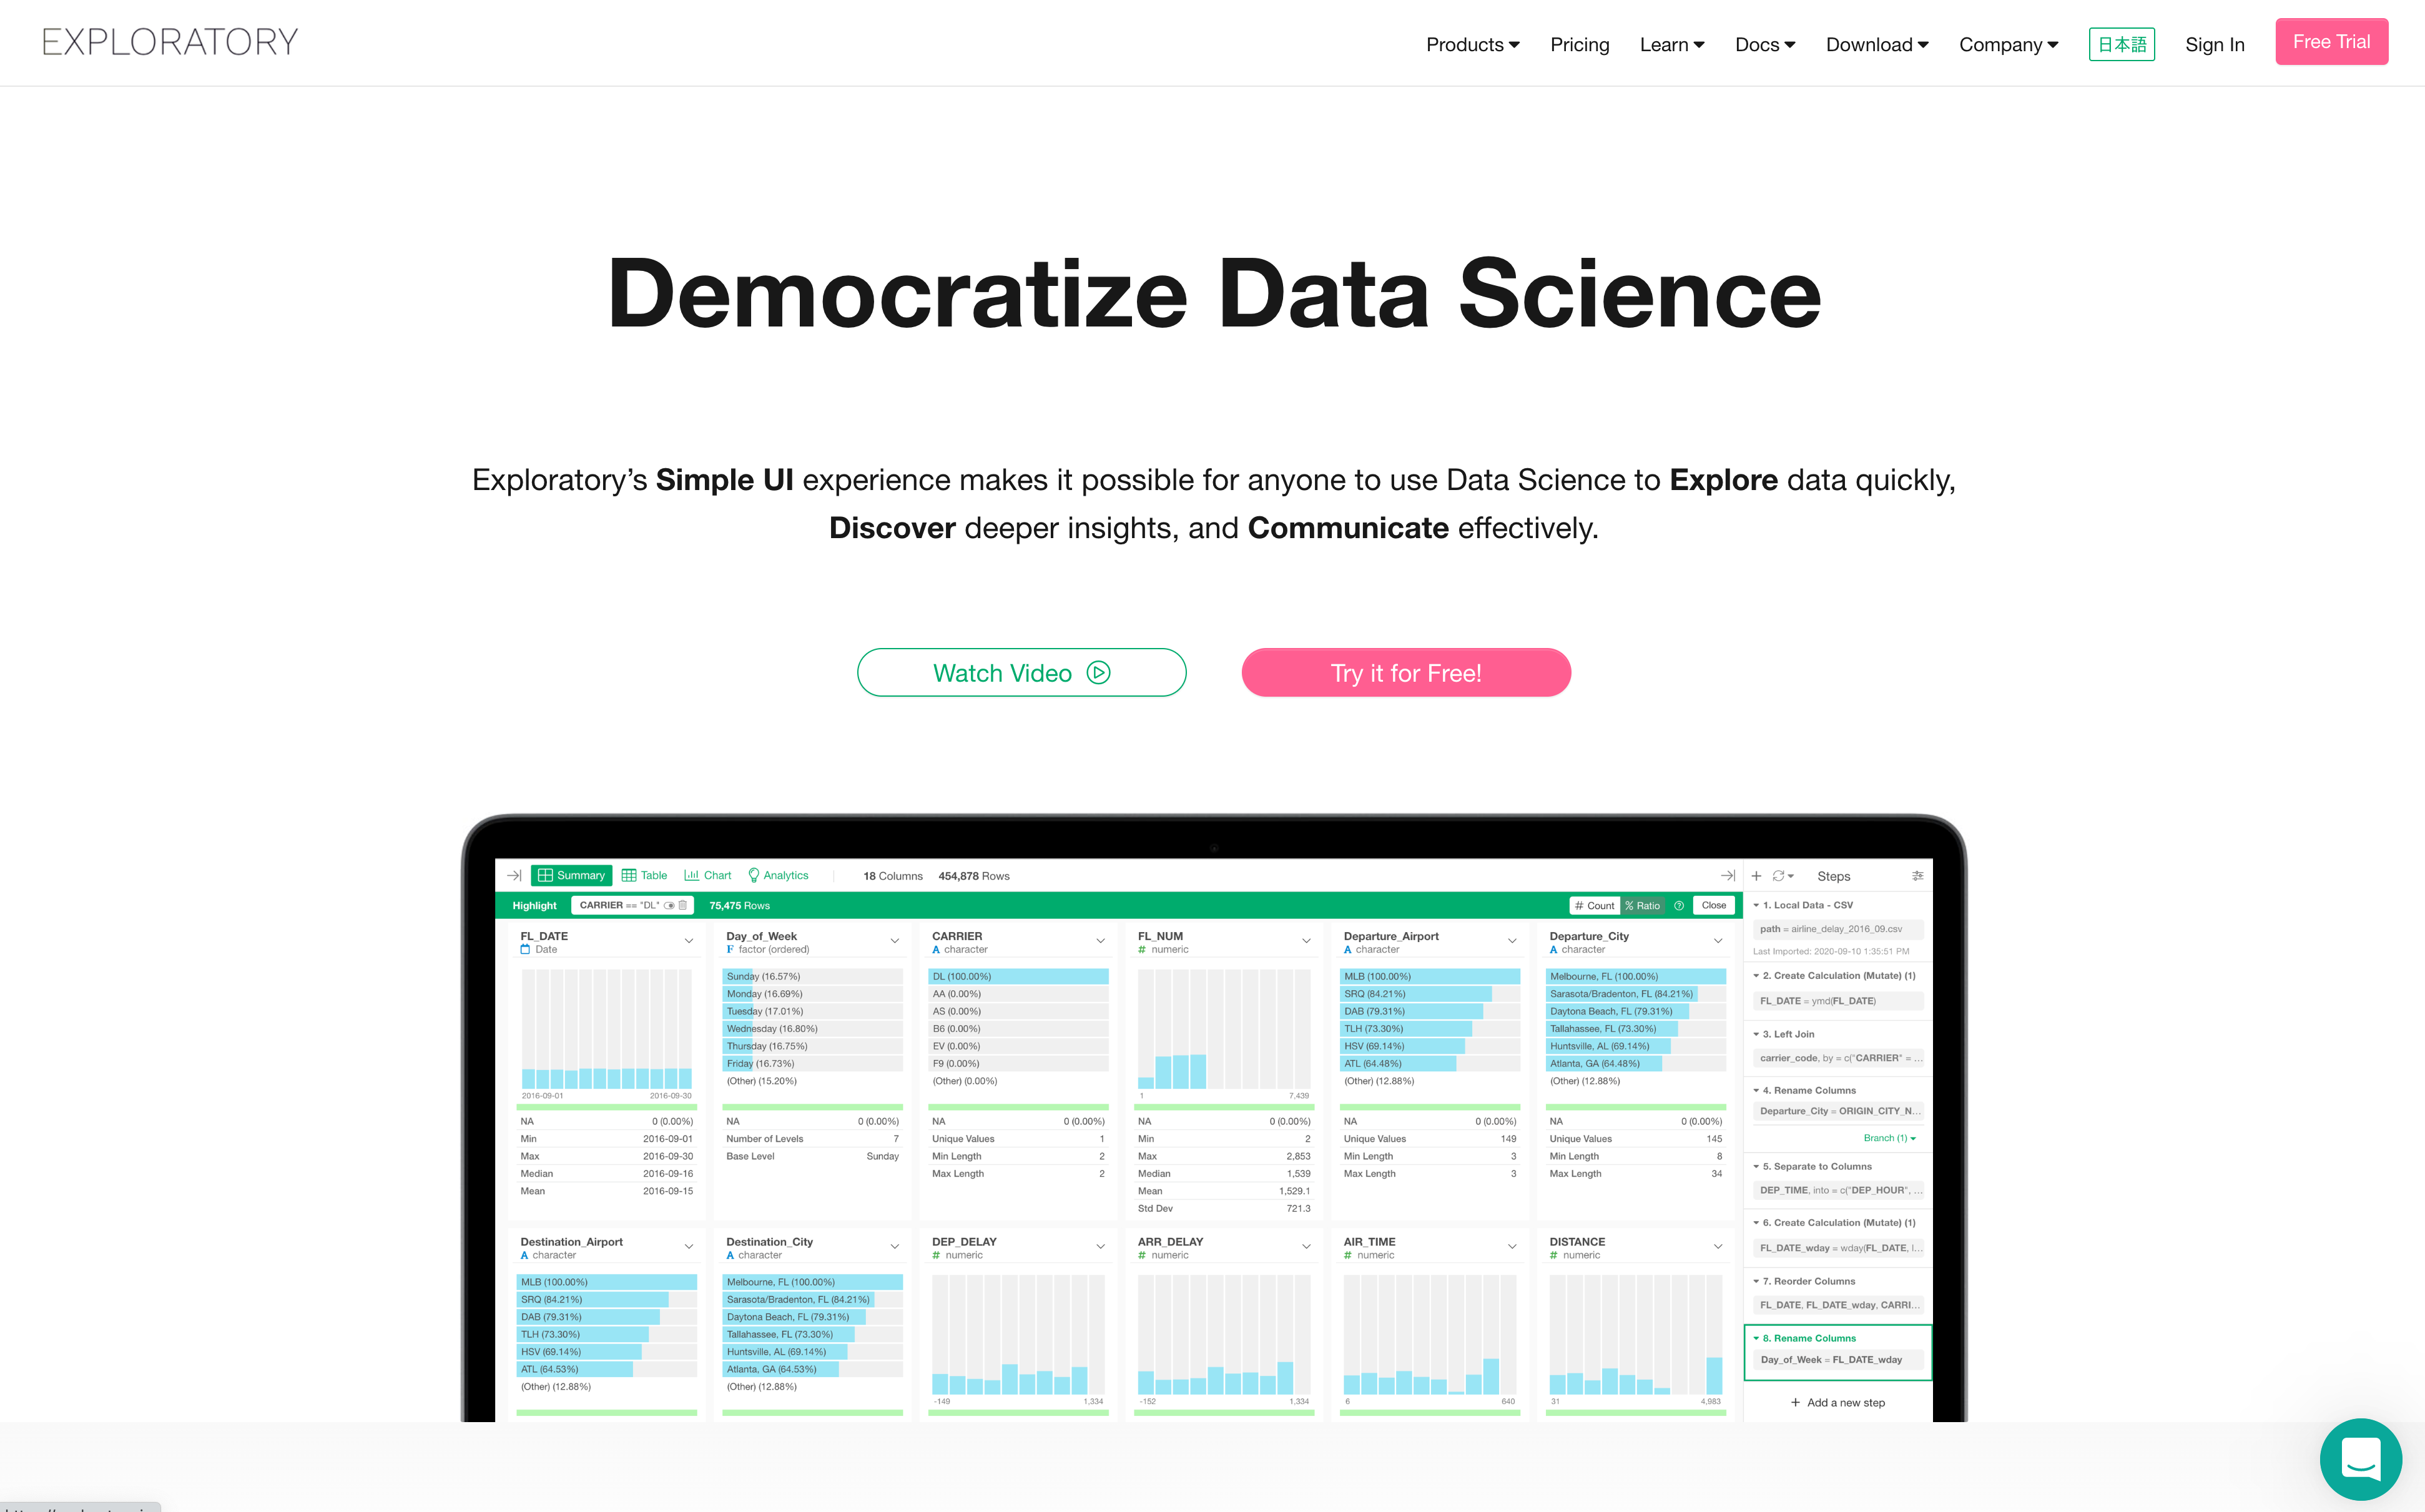 EXPLORATORY
Products
Pricing
Learn
Docs
Download
Company
日本語
Sign In
Free Trial
Democratize Data Science
Exploratory’s Simple UI experience makes it possible for anyone to use Data Science to Explore data quickly,
Discover deeper insights, and Communicate effectively.
Watch Video
Try it for Free!
Summary
Table
Chart
Analytics
18 Columns 454,878 Rows
Highlight
CARRIER == "DL"
75,475 Rows
# Count
% Ratio
Close
FL_DATE
Date
2016-09-01 2016-09-30
NA 0 (0.00%)
Min 2016-09-01
Max 2016-09-30
Median 2016-09-16
Mean 2016-09-15
Day_of_Week
F factor (ordered)
Sunday (16.57%)
Monday (16.69%)
Tuesday (17.01%)
Wednesday (16.80%)
Thursday (16.75%)
Friday (16.73%)
(Other) (15.20%)
NA 0 (0.00%)
Number of Levels 7
Base Level Sunday
CARRIER
A character
DL (100.00%)
AA (0.00%)
AS (0.00%)
B6 (0.00%)
EV (0.00%)
F9 (0.00%)
(Other) (0.00%)
NA 0 (0.00%)
Unique Values 1
Min Length 2
Max Length 2
FL_NUM
# numeric
1 7,439
NA 0 (0.00%)
Min 2
Max 2,853
Median 1,539
Mean 1,529.1
Std Dev 721.3
Departure_Airport
A character
MLB (100.00%)
SRQ (84.21%)
DAB (79.31%)
TLH (73.30%)
HSV (69.14%)
ATL (64.48%)
(Other) (12.88%)
NA 0 (0.00%)
Unique Values 149
Min Length 3
Max Length 3
Departure_City
A character
Melbourne, FL (100.00%)
Sarasota/Bradenton, FL (84.21%)
Daytona Beach, FL (79.31%)
Tallahassee, FL (73.30%)
Huntsville, AL (69.14%)
Atlanta, GA (64.48%)
(Other) (12.88%)
NA 0 (0.00%)
Unique Values 145
Min Length 8
Max Length 34
Destination_Airport
A character
MLB (100.00%)
SRQ (84.21%)
DAB (79.31%)
TLH (73.30%)
HSV (69.14%)
ATL (64.53%)
(Other) (12.88%)
Destination_City
A character
Melbourne, FL (100.00%)
Sarasota/Bradenton, FL (84.21%)
Daytona Beach, FL (79.31%)
Tallahassee, FL (73.30%)
Huntsville, AL (69.14%)
Atlanta, GA (64.53%)
(Other) (12.88%)
DEP_DELAY
# numeric
-149 1,334
ARR_DELAY
# numeric
-152 1,334
AIR_TIME
# numeric
6 640
DISTANCE
# numeric
31 4,983
Steps
1. Local Data - CSV
path = airline_delay_2016_09.csv
Last Imported: 2020-09-10 1:35:51 PM
2. Create Calculation (Mutate) (1)
FL_DATE = ymd(FL_DATE)
3. Left Join
carrier_code, by = c("CARRIER" = ...
4. Rename Columns
Departure_City = ORIGIN_CITY_N...
Branch (1)
5. Separate to Columns
DEP_TIME, into = c("DEP_HOUR", ...
6. Create Calculation (Mutate) (1)
FL_DATE_wday = wday(FL_DATE, l...
7. Reorder Columns
FL_DATE, FL_DATE_wday, CARRI...
8. Rename Columns
Day_of_Week = FL_DATE_wday
+ Add a new step